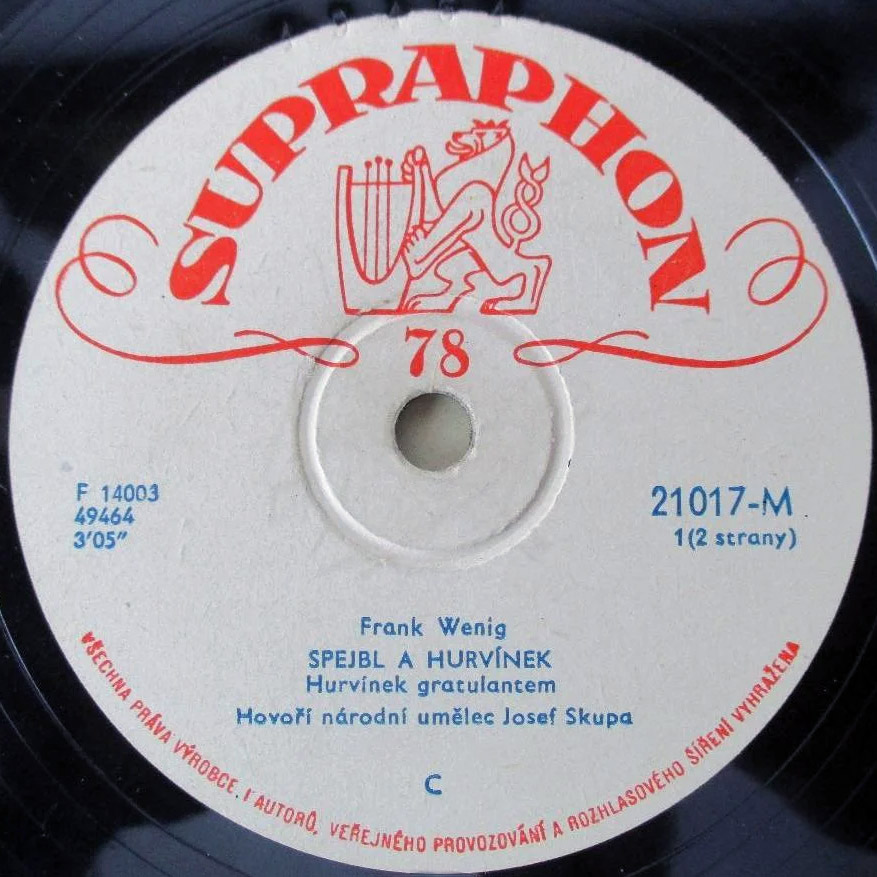 SUPRAPHON
78
F 14003
49464
3'05"
21017-M
1(2 strany)
Frank Wenig
SPEJBL A HURVÍNEK
Hurvínek gratulantem
Hovoří národní umělec Josef Skupa
C
VŠECHNA PRÁVA VÝROBCE I AUTORŮ, VEŘEJNÉHO PROVOZOVÁNÍ A ROZHLASOVÉHO ŠÍŘENÍ VYHRAŽENA